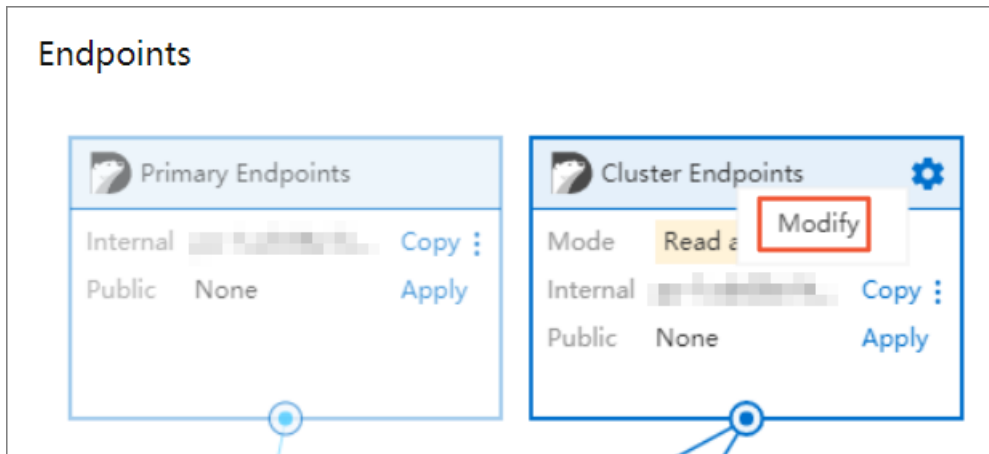 Endpoints
Primary Endpoints
Internal Copy
Public None Apply
Cluster Endpoints
Modify
Mode Read
Internal Copy
Public None Apply